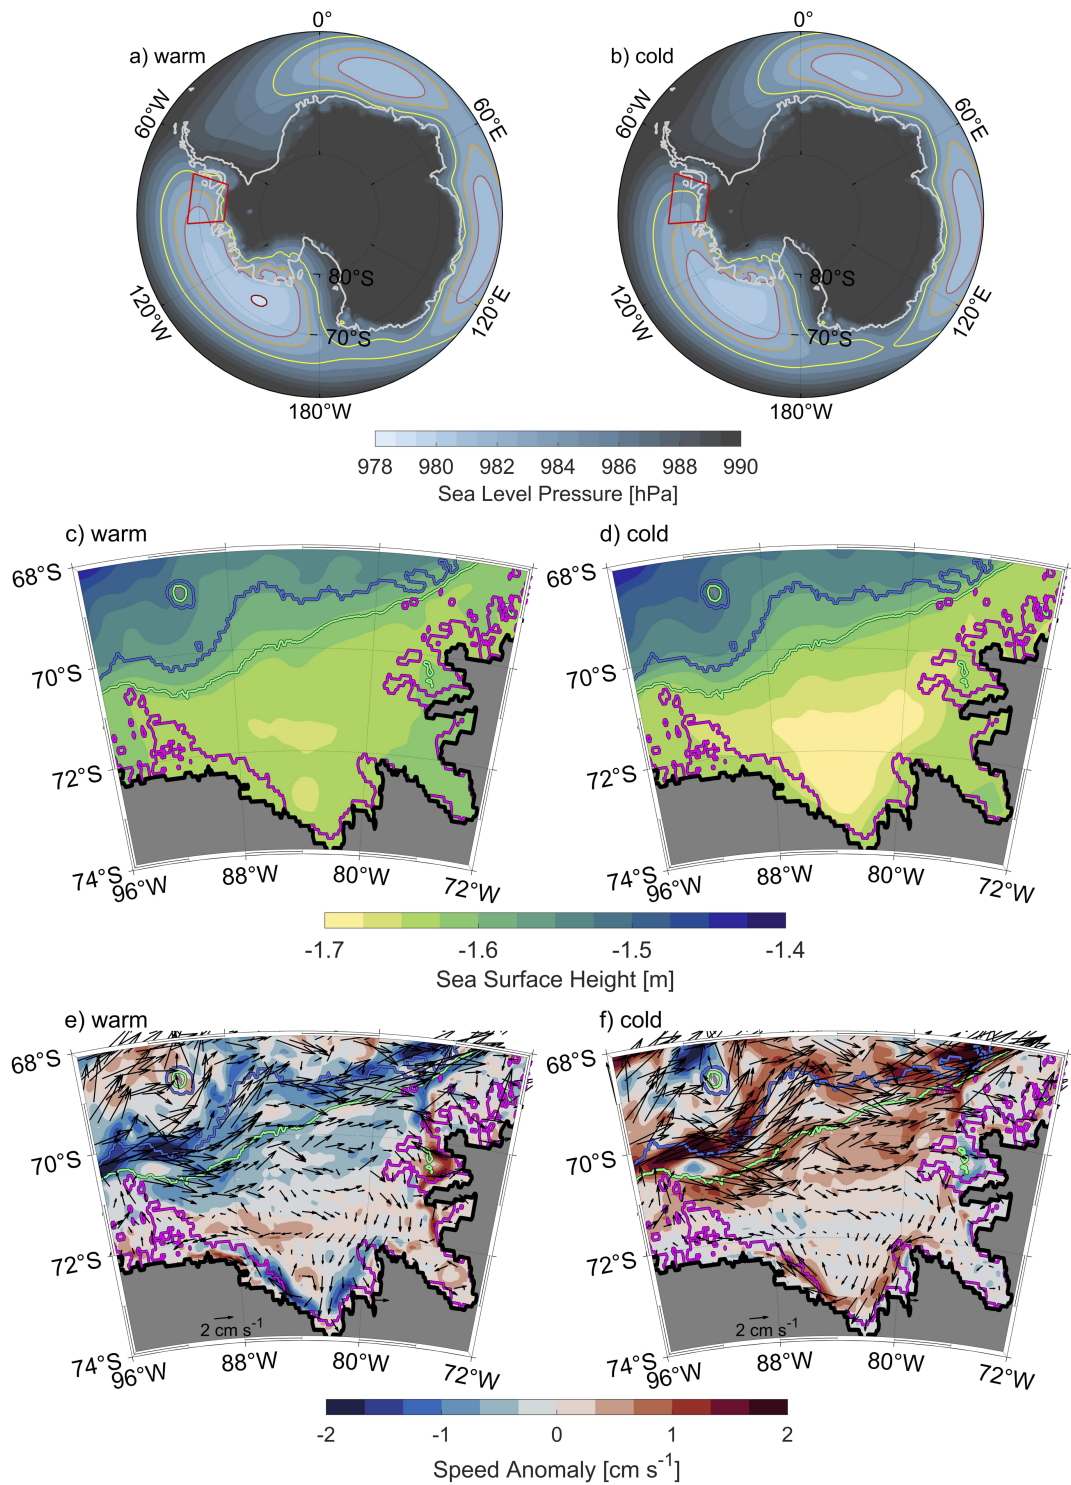 0°
a) warm
60°W
60°E
80°S
120°W
70°S
120°E
180°W
0°
b) cold
60°W
60°E
80°S
120°W
70°S
120°E
180°W
978 980 982 984 986 988 990
Sea Level Pressure [hPa]
c) warm
68°S
70°S
72°S
74°S
96°W
88°W
80°W
72°W
d) cold
68°S
70°S
72°S
74°S
96°W
88°W
80°W
72°W
-1.7 -1.6 -1.5 -1.4
Sea Surface Height [m]
e) warm
68°S
70°S
72°S
2 cm s-1
74°S
96°W
88°W
80°W
72°W
f) cold
68°S
70°S
72°S
2 cm s-1
74°S
96°W
88°W
80°W
72°W
-2 -1 0 1 2
Speed Anomaly [cm s-1]